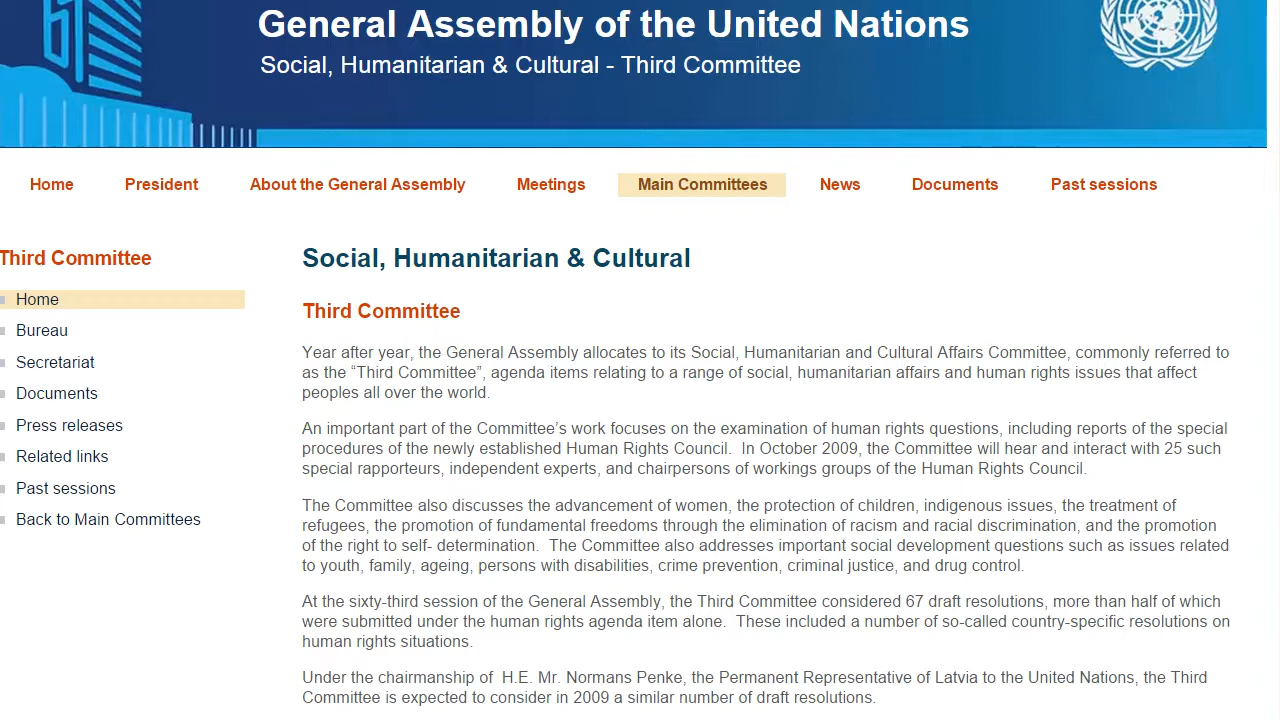 General Assembly of the United Nations
Social, Humanitarian & Cultural - Third Committee
Home President About the General Assembly Meetings Main Committees News Documents Past sessions
Third Committee
Home
Bureau
Secretariat
Documents
Press releases
Related links
Past sessions
Back to Main Committees
Social, Humanitarian & Cultural
Third Committee
Year after year, the General Assembly allocates to its Social, Humanitarian and Cultural Affairs Committee, commonly referred to
as the “Third Committee”, agenda items relating to a range of social, humanitarian affairs and human rights issues that affect
peoples all over the world.
An important part of the Committee’s work focuses on the examination of human rights questions, including reports of the special
procedures of the newly established Human Rights Council.  In October 2009, the Committee will hear and interact with 25 such
special rapporteurs, independent experts, and chairpersons of workings groups of the Human Rights Council.
The Committee also discusses the advancement of women, the protection of children, indigenous issues, the treatment of
refugees, the promotion of fundamental freedoms through the elimination of racism and racial discrimination, and the promotion
of the right to self- determination.  The Committee also addresses important social development questions such as issues related
to youth, family, ageing, persons with disabilities, crime prevention, criminal justice, and drug control.
At the sixty-third session of the General Assembly, the Third Committee considered 67 draft resolutions, more than half of which
were submitted under the human rights agenda item alone.  These included a number of so-called country-specific resolutions on
human rights situations.
Under the chairmanship of  H.E. Mr. Normans Penke, the Permanent Representative of Latvia to the United Nations, the Third
Committee is expected to consider in 2009 a similar number of draft resolutions.